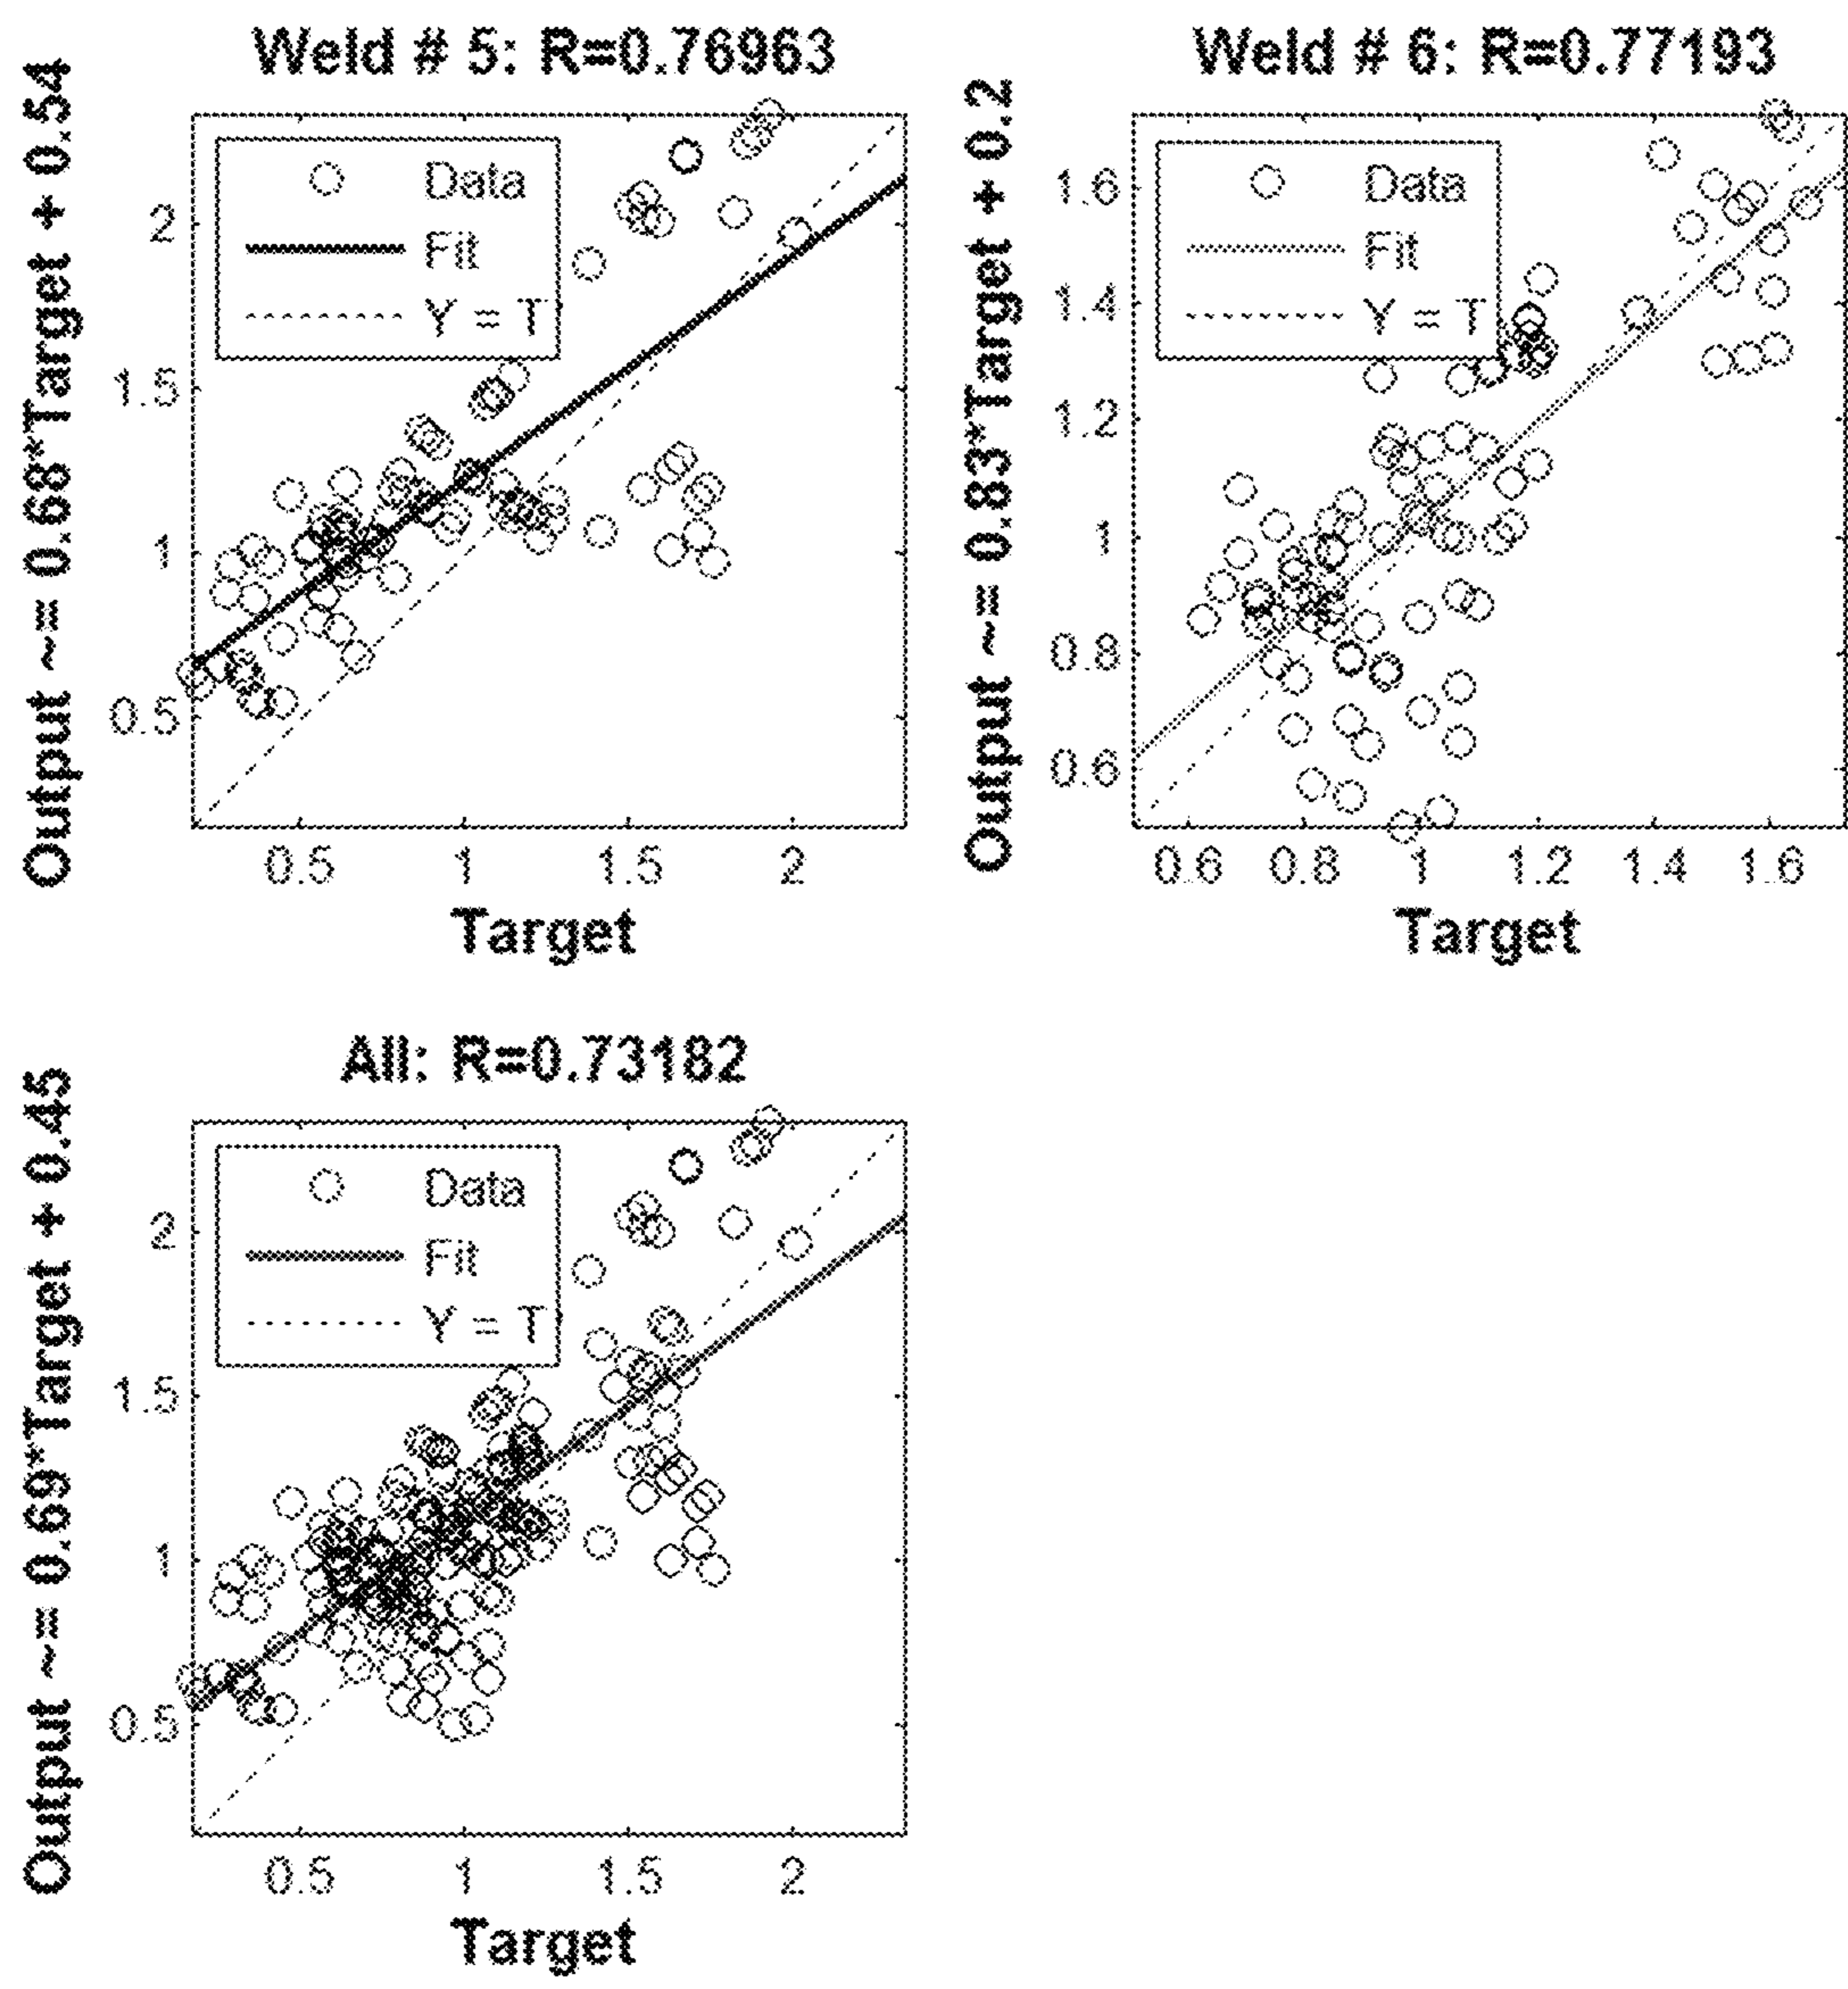 Weld # 5: R=0.76963
Output ~= 0.68*Target + 0.54
Data
Fit
Y = T
2
1.5
1
0.5
0.5 1 1.5 2
Target
Weld # 6: R=0.77193
Output ~= 0.83*Target + 0.2
Data
Fit
Y = T
1.6
1.4
1.2
1
0.8
0.6
0.6 0.8 1 1.2 1.4 1.6
Target
All: R=0.73182
Output ~= 0.69*Target + 0.45
Data
Fit
Y = T
2
1.5
1
0.5
0.5 1 1.5 2
Target